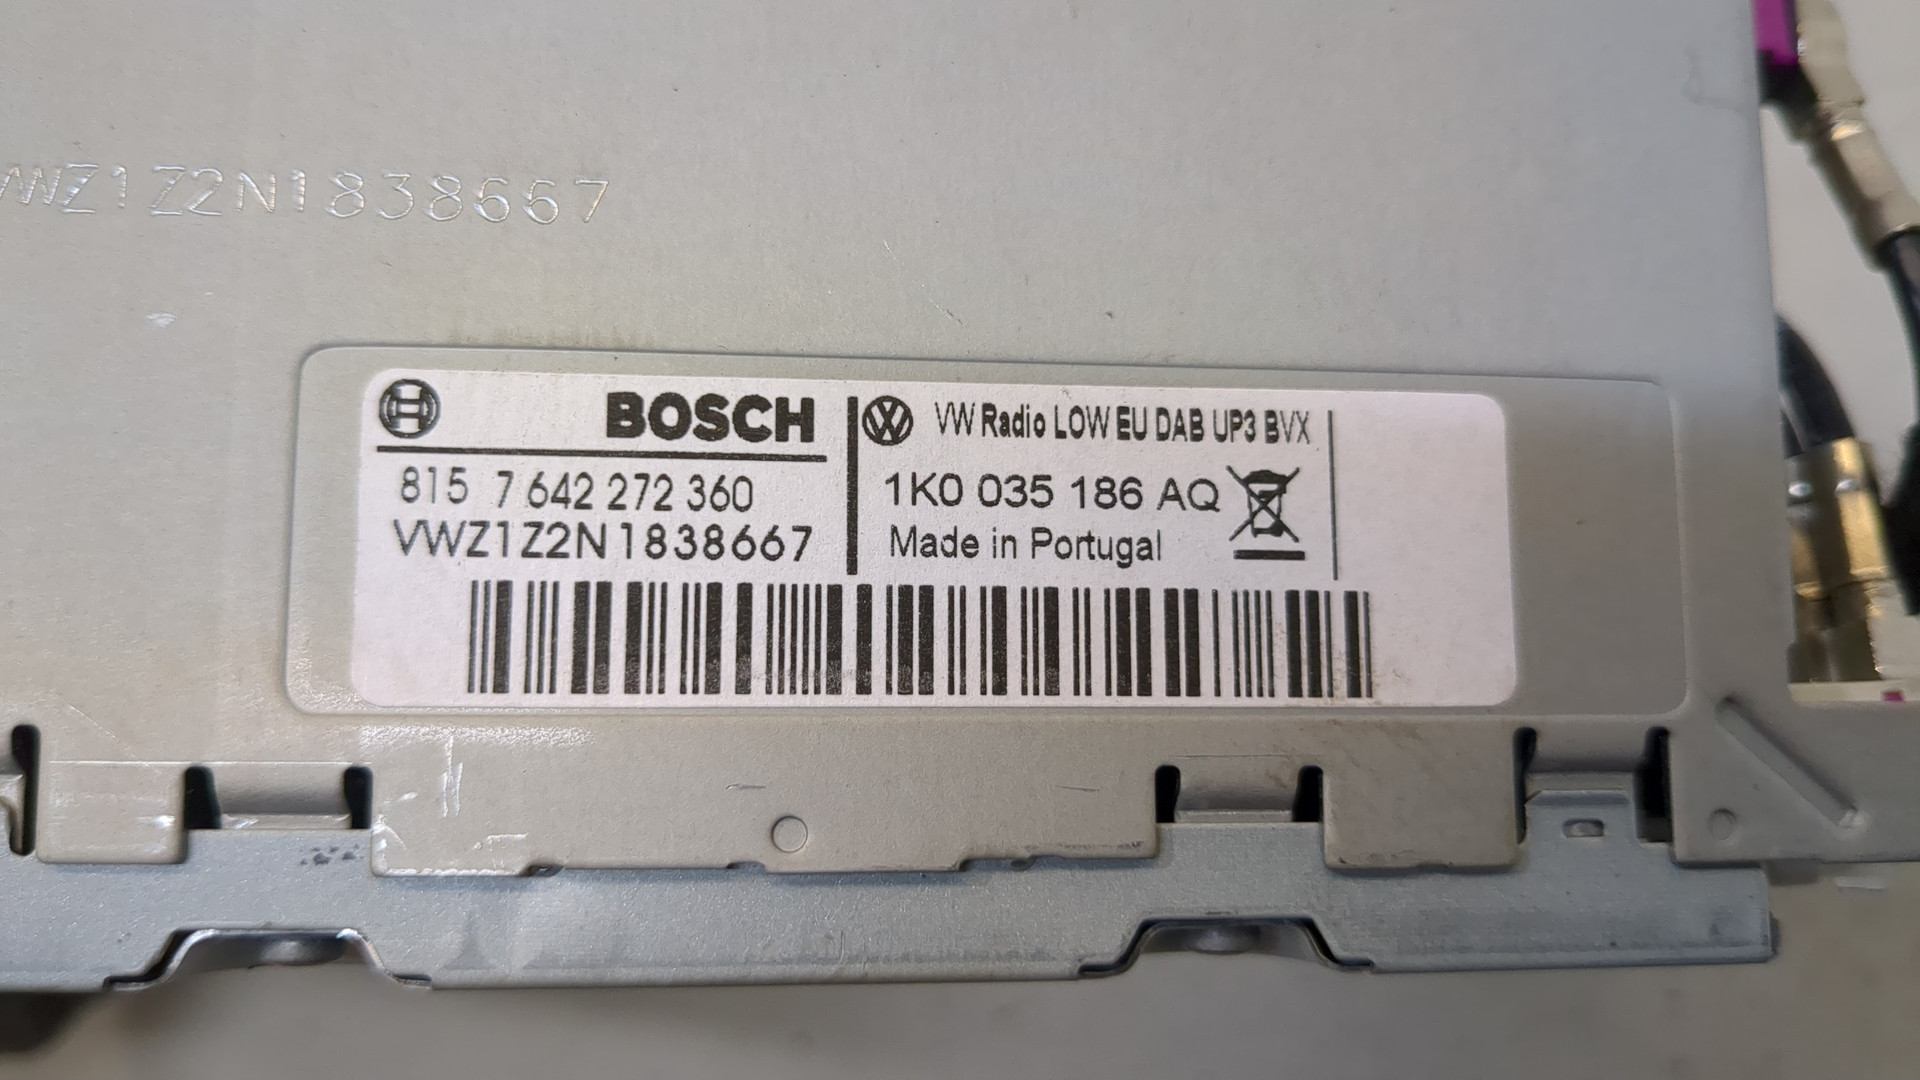 VWZ1Z2N1838667
BOSCH
815 7 642 272 360
VWZ1Z2N1838667
VW Radio LOW EU DAB UP3 BVX
1K0 035 186 AQ
Made in Portugal